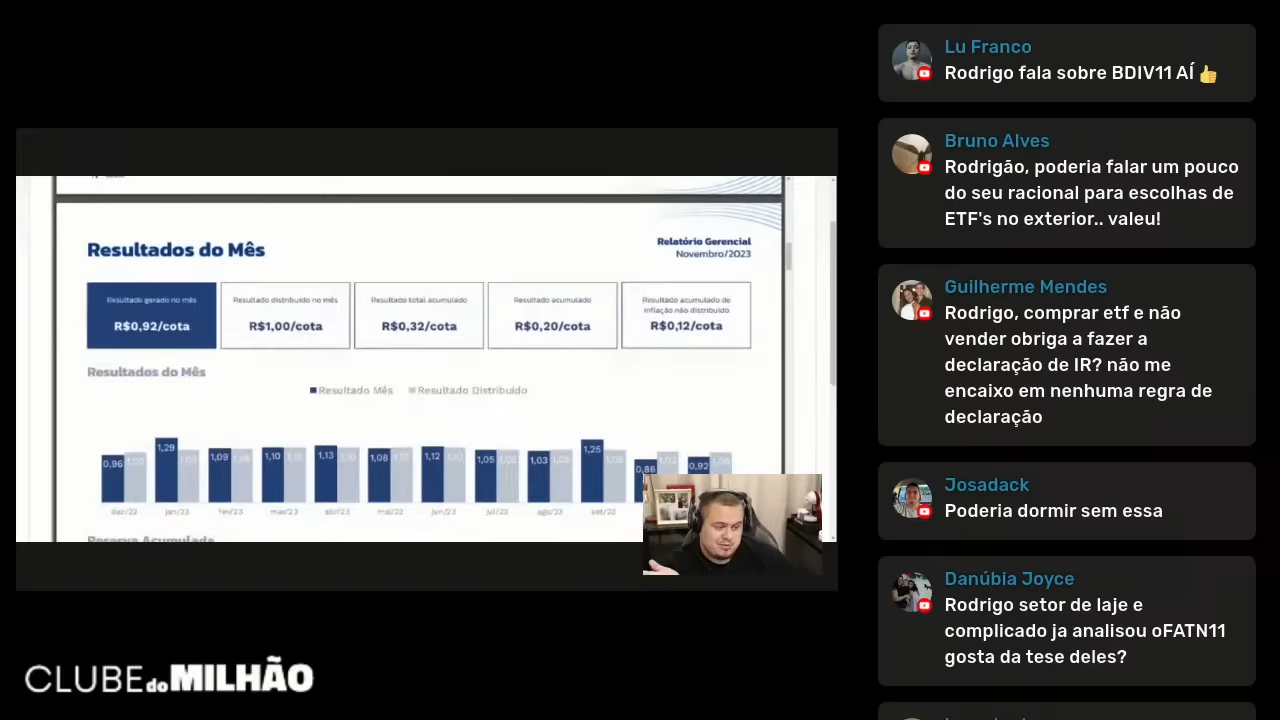 Resultados do Mês
Relatório Gerencial
Novembro/2023
Resultado gerado no mês
R$0,92/cota
Resultado distribuído no mês
R$1,00/cota
Resultado total acumulado
R$0,32/cota
Resultado acumulado
R$0,20/cota
Resultado acumulado de
inflação não distribuído
R$0,12/cota
Resultados do Mês
Resultado Mês Resultado Distribuído
0,96 1,29 1,09 1,10 1,13 1,08 1,12 1,05 1,03 1,25 0,86 0,92
dez/22 jan/23 fev/23 mar/23 abr/23 mai/23 jun/23 jul/23 ago/23 set/23
Reserva Acumulada
CLUBE do MILHÃO
Lu Franco
Rodrigo fala sobre BDIV11 AÍ 👍
Bruno Alves
Rodrigão, poderia falar um pouco
do seu racional para escolhas de
ETF's no exterior.. valeu!
Guilherme Mendes
Rodrigo, comprar etf e não
vender obriga a fazer a
declaração de IR? não me
encaixo em nenhuma regra de
declaração
Josadack
Poderia dormir sem essa
Danúbia Joyce
Rodrigo setor de laje e
complicado ja analisou oFATN11
gosta da tese deles?